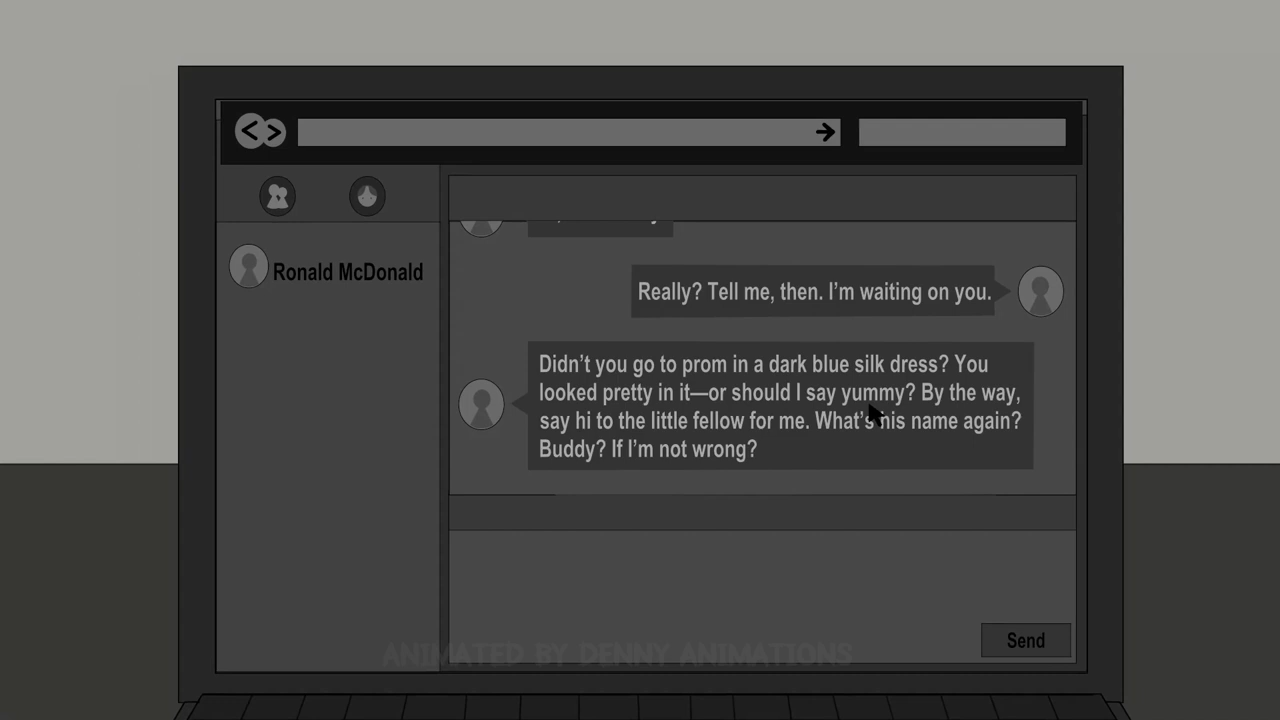 Ronald McDonald
Really? Tell me, then. I'm waiting on you.
Didn't you go to prom in a dark blue silk dress? You
looked pretty in it—or should I say yummy? By the way,
say hi to the little fellow for me. What's his name again?
Buddy? If I'm not wrong?
Send
ANIMATED BY DENNY ANIMATIONS